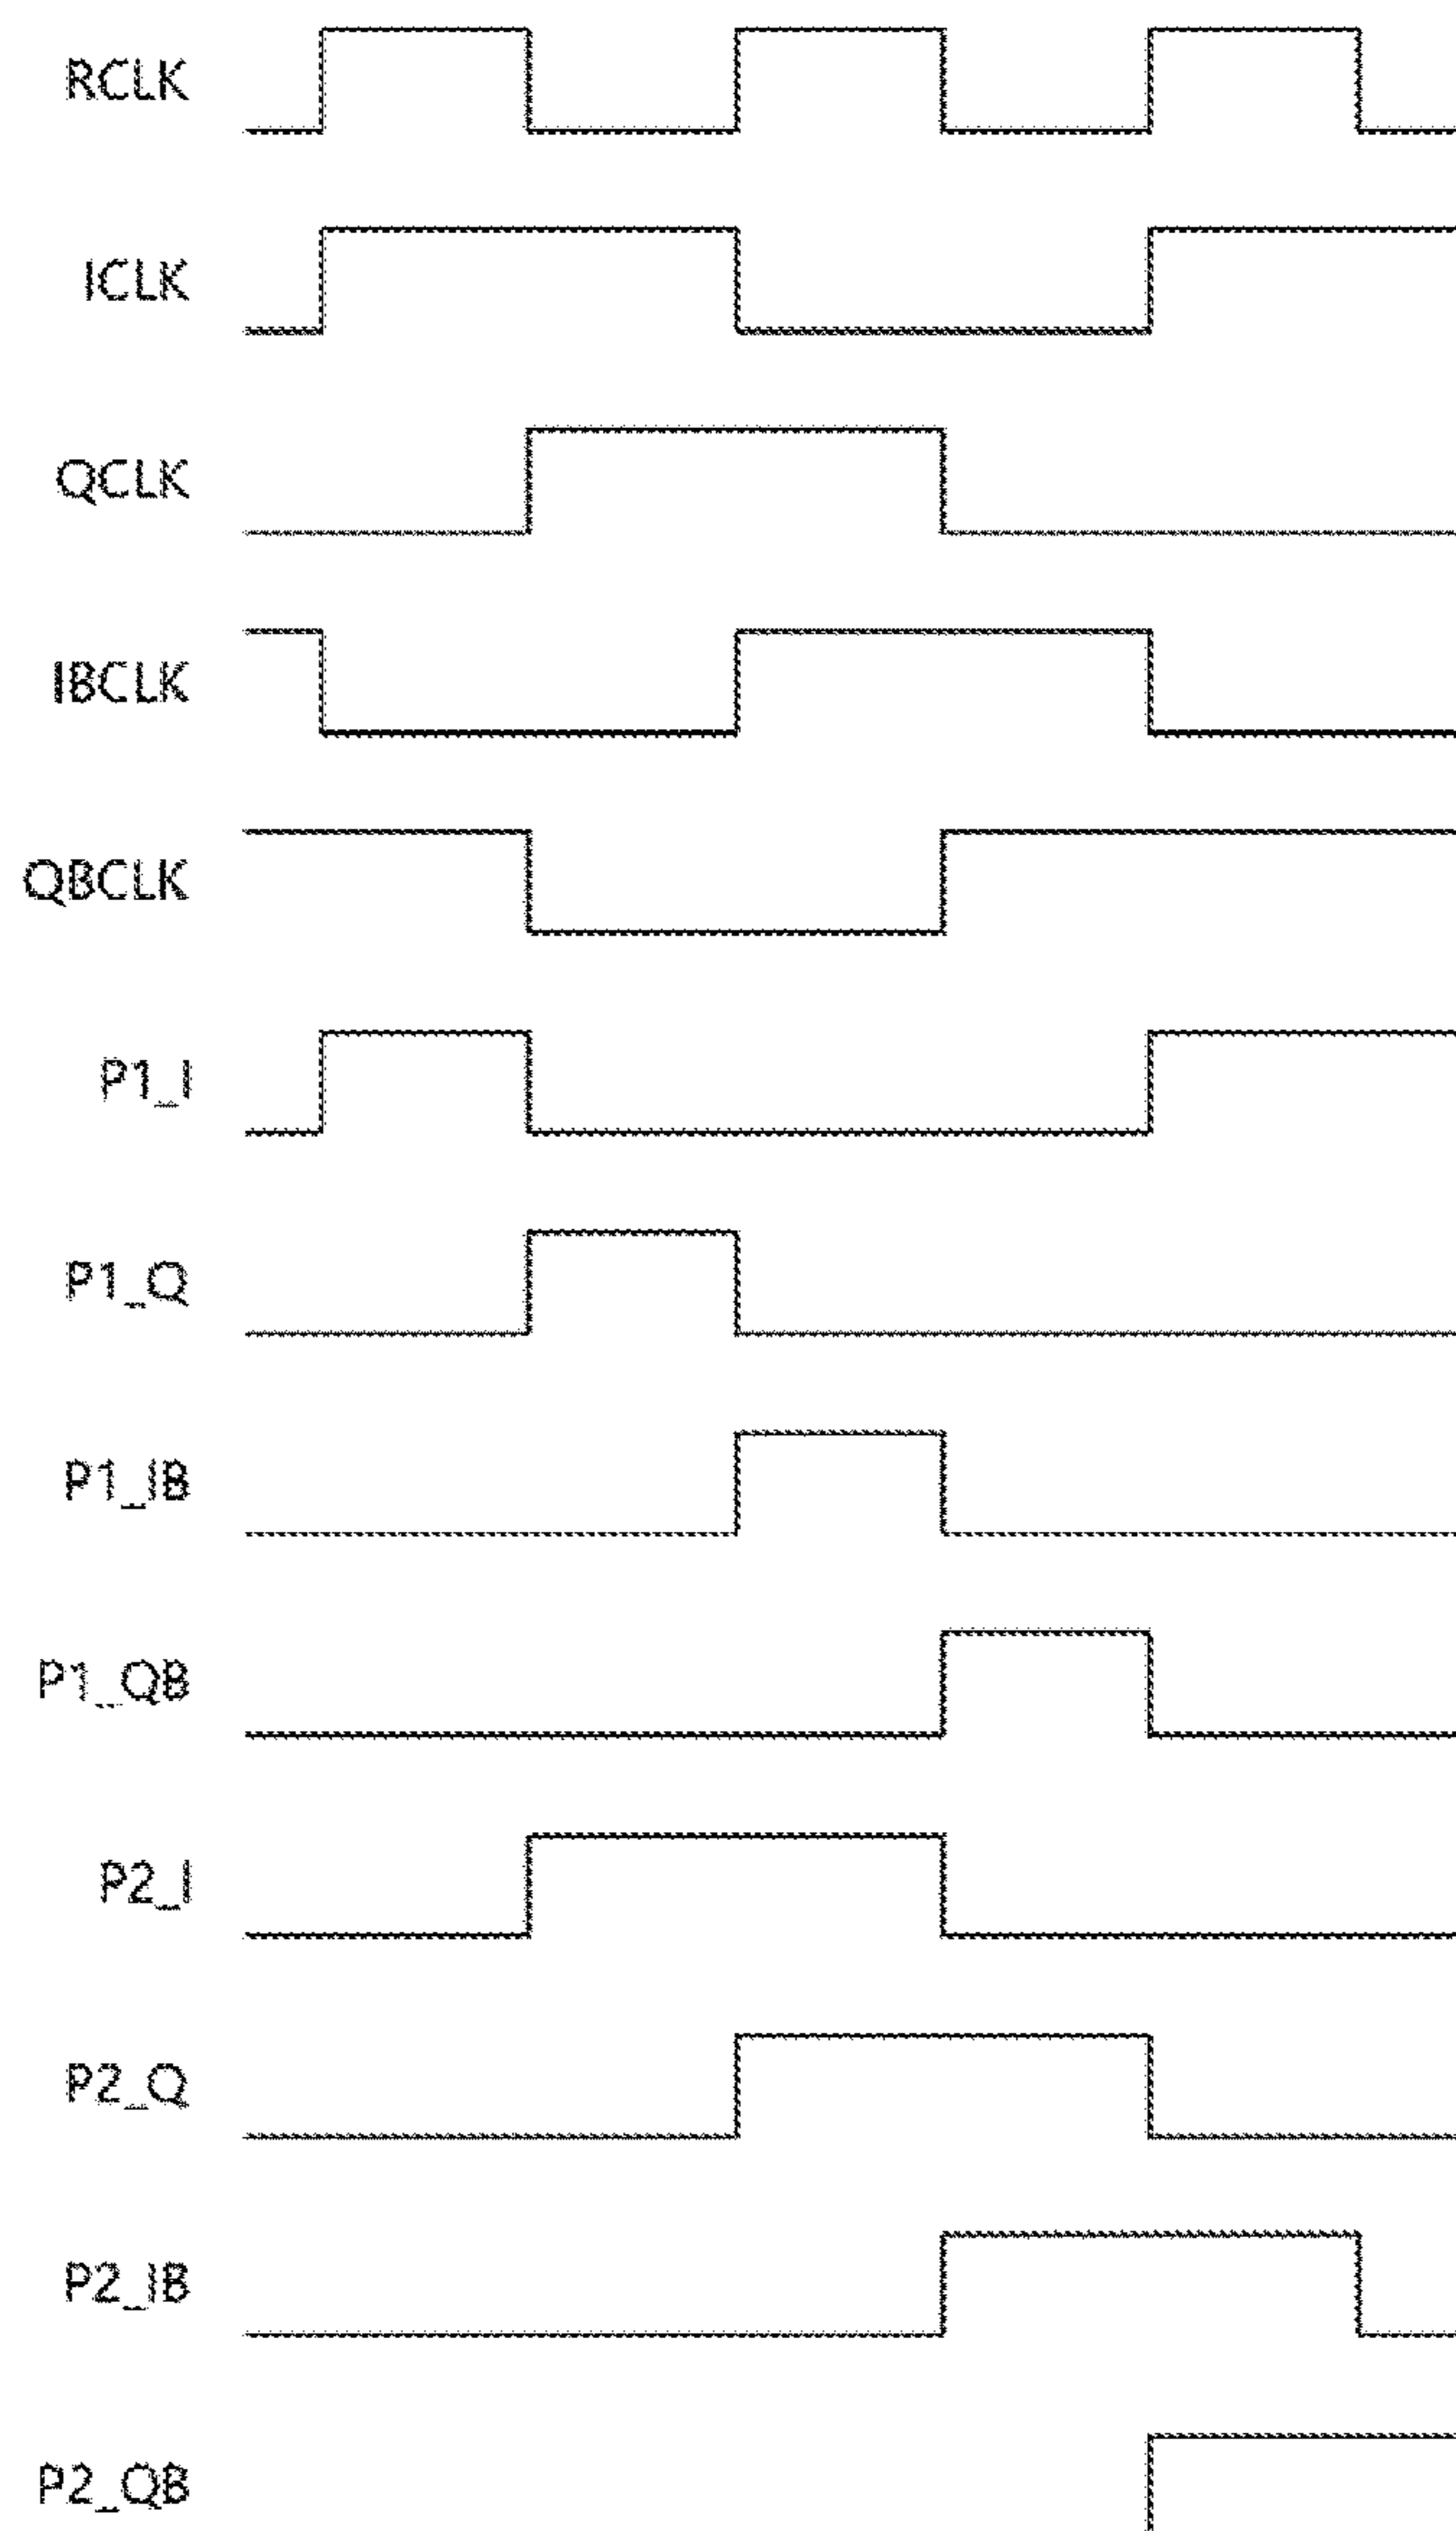 RCLK
ICLK
QCLK
IBCLK
QBCLK
P1_I
P1_Q
P1_IB
P1_QB
P2_I
P2_Q
P2_IB
P2_QB